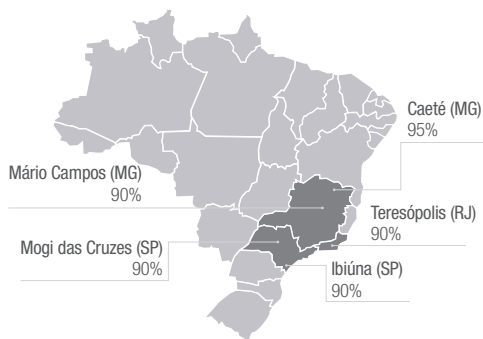 Caeté (MG)
95%
Mário Campos (MG)
90%
Teresópolis (RJ)
90%
Mogi das Cruzes (SP)
90%
Ibiúna (SP)
90%